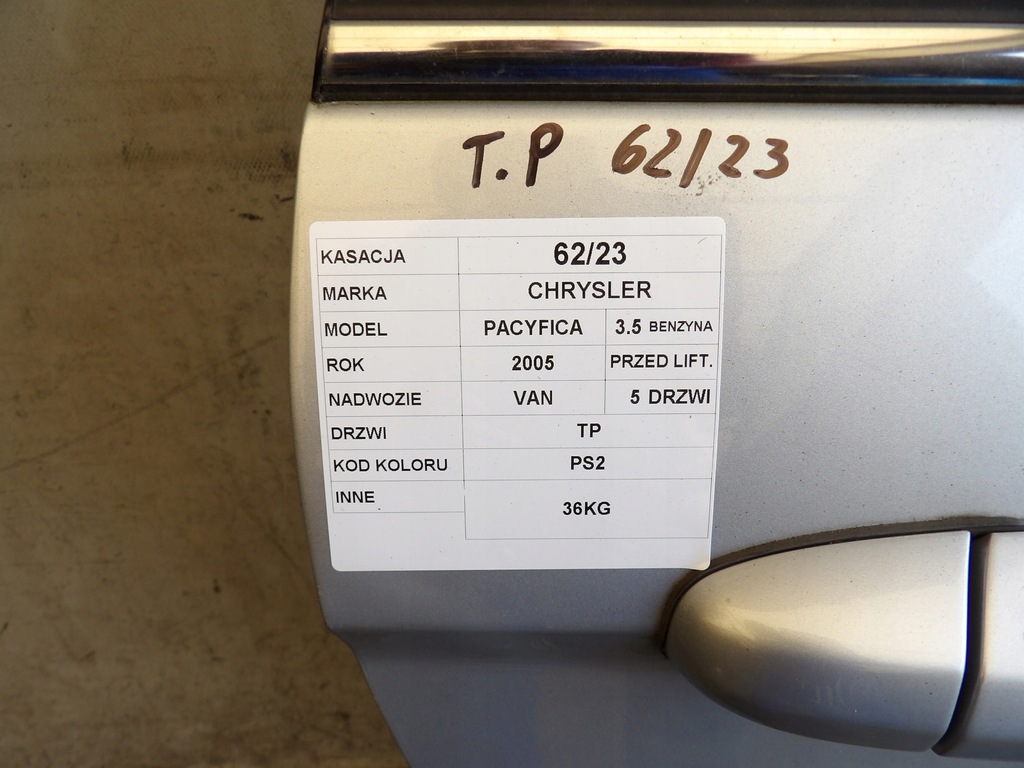 T.P 62/23
KASACJA 62/23
MARKA CHRYSLER
MODEL PACYFICA 3.5 BENZYNA
ROK 2005 PRZED LIFT.
NADWOZIE VAN 5 DRZWI
DRZWI TP
KOD KOLORU PS2
INNE 36KG